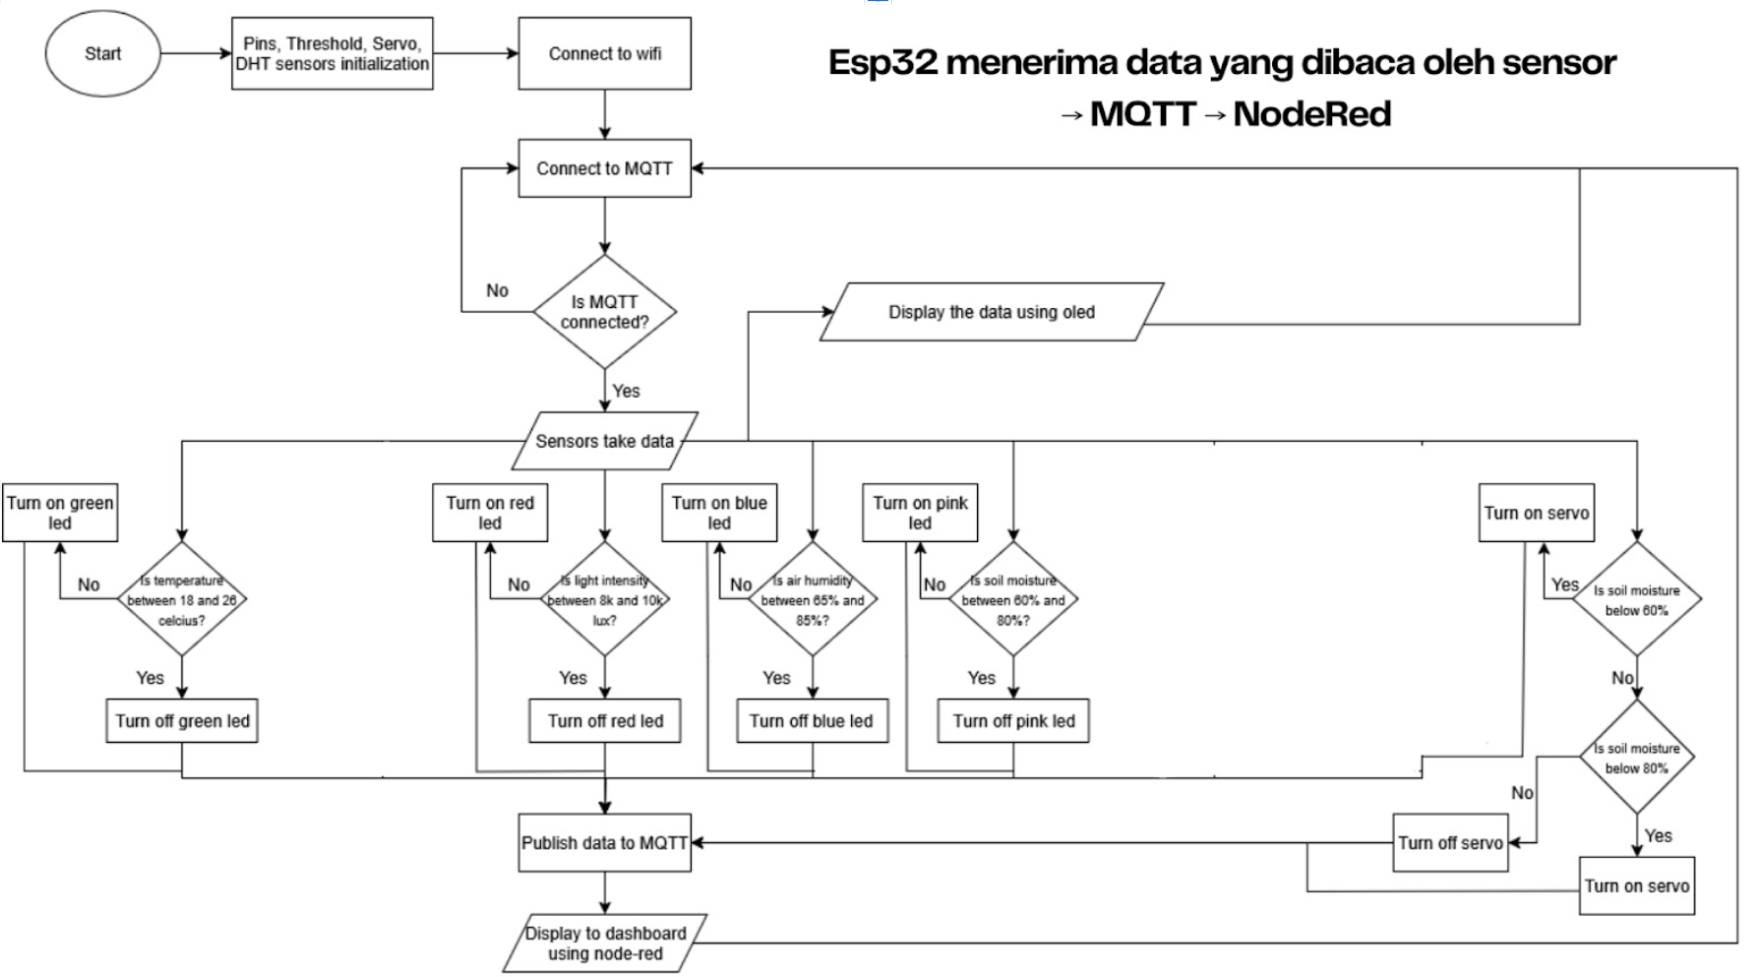 Start
Pins, Threshold, Servo,
DHT sensors initialization
Connect to wifi
Esp32 menerima data yang dibaca oleh sensor
→ MQTT → NodeRed
Connect to MQTT
No
Is MQTT
connected?
Display the data using oled
Yes
Sensors take data
Turn on green
led
Turn on red
led
Turn on blue
led
Turn on pink
led
Turn on servo
No
Is temperature
between 18 and 26
celcius?
No
Is light intensity
between 8k and 10k
lux?
No
Is air humidity
between 65% and
85%?
No
Is soil moisture
between 60% and
80%?
Yes
Is soil moisture
below 60%
Yes
Yes
Yes
Yes
No
Turn off green led
Turn off red led
Turn off blue led
Turn off pink led
Is soil moisture
below 80%
No
Publish data to MQTT
Turn off servo
Yes
Turn on servo
Display to dashboard
using node-red